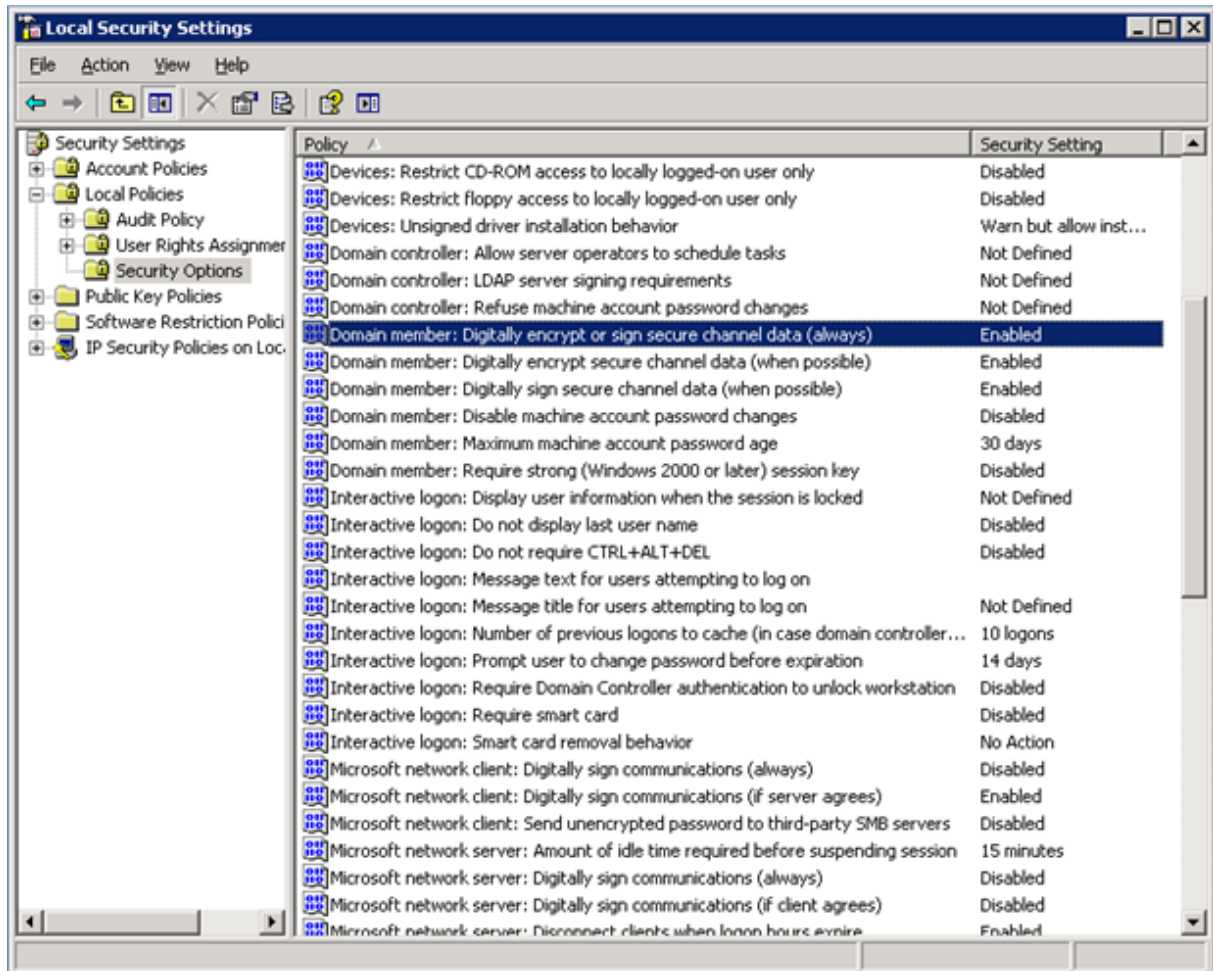 Local Security Settings
File Action View Help
Security Settings
Account Policies
Local Policies
Audit Policy
User Rights Assignmer
Security Options
Public Key Policies
Software Restriction Polici
IP Security Policies on Loc
Policy Security Setting
Devices: Restrict CD-ROM access to locally logged-on user only Disabled
Devices: Restrict floppy access to locally logged-on user only Disabled
Devices: Unsigned driver installation behavior Warn but allow inst...
Domain controller: Allow server operators to schedule tasks Not Defined
Domain controller: LDAP server signing requirements Not Defined
Domain controller: Refuse machine account password changes Not Defined
Domain member: Digitally encrypt or sign secure channel data (always) Enabled
Domain member: Digitally encrypt secure channel data (when possible) Enabled
Domain member: Digitally sign secure channel data (when possible) Enabled
Domain member: Disable machine account password changes Disabled
Domain member: Maximum machine account password age 30 days
Domain member: Require strong (Windows 2000 or later) session key Disabled
Interactive logon: Display user information when the session is locked Not Defined
Interactive logon: Do not display last user name Disabled
Interactive logon: Do not require CTRL+ALT+DEL Disabled
Interactive logon: Message text for users attempting to log on
Interactive logon: Message title for users attempting to log on Not Defined
Interactive logon: Number of previous logons to cache (in case domain controller... 10 logons
Interactive logon: Prompt user to change password before expiration 14 days
Interactive logon: Require Domain Controller authentication to unlock workstation Disabled
Interactive logon: Require smart card Disabled
Interactive logon: Smart card removal behavior No Action
Microsoft network client: Digitally sign communications (always) Disabled
Microsoft network client: Digitally sign communications (if server agrees) Enabled
Microsoft network client: Send unencrypted password to third-party SMB servers Disabled
Microsoft network server: Amount of idle time required before suspending session 15 minutes
Microsoft network server: Digitally sign communications (always) Disabled
Microsoft network server: Digitally sign communications (if client agrees) Disabled
Microsoft network server: Disconnect clients when logon hours expire Enabled